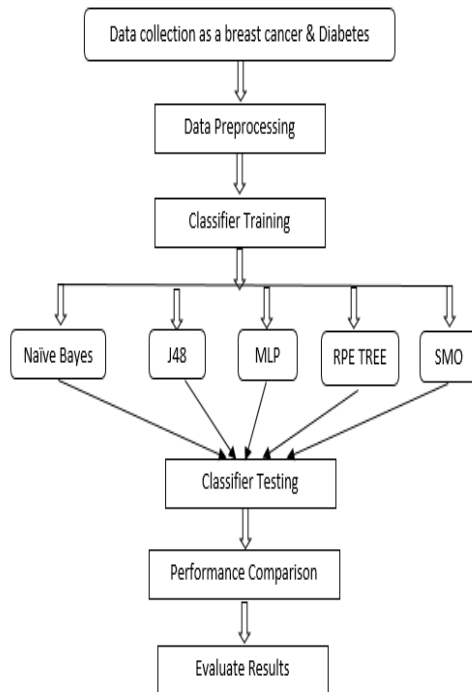 Data collection as a breast cancer & Diabetes
Data Preprocessing
Classifier Training
Naïve Bayes
J48
MLP
RPE TREE
SMO
Classifier Testing
Performance Comparison
Evaluate Results